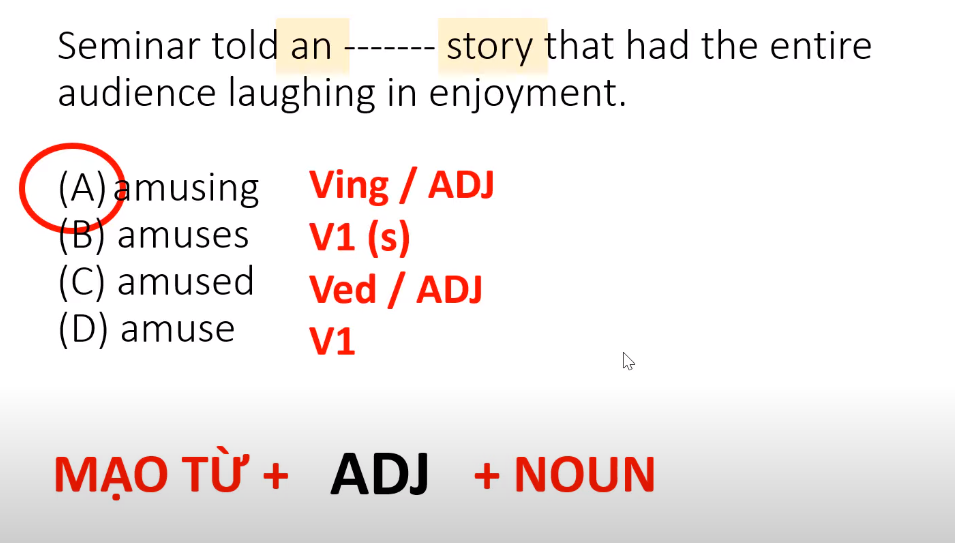 Seminar told an ------- story that had the entire
audience laughing in enjoyment.
(A) amusing Ving / ADJ
(B) amuses V1 (s)
(C) amused Ved / ADJ
(D) amuse V1
MẠO TỪ + ADJ + NOUN